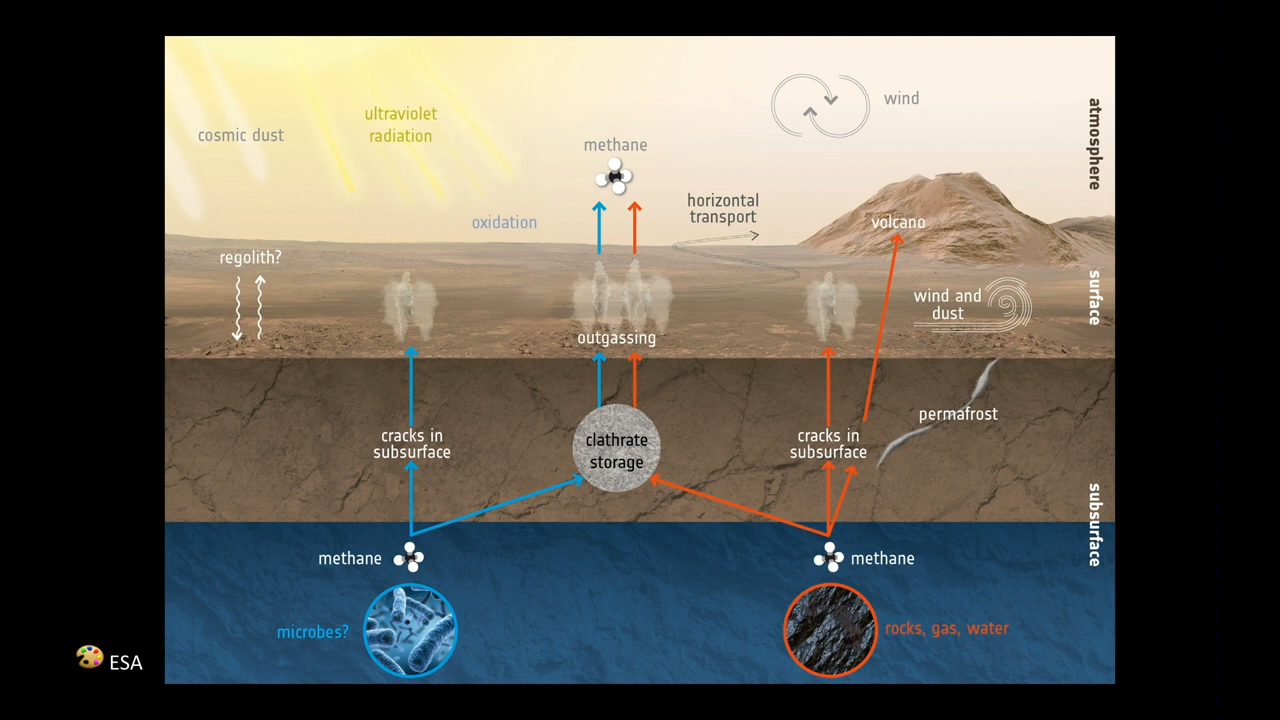 cosmic dust
ultraviolet
radiation
methane
wind
atmosphere
oxidation
horizontal
transport
volcano
regolith?
wind and
dust
surface
outgassing
cracks in
subsurface
clathrate
storage
cracks in
subsurface
permafrost
subsurface
methane
methane
microbes?
rocks, gas, water
ESA